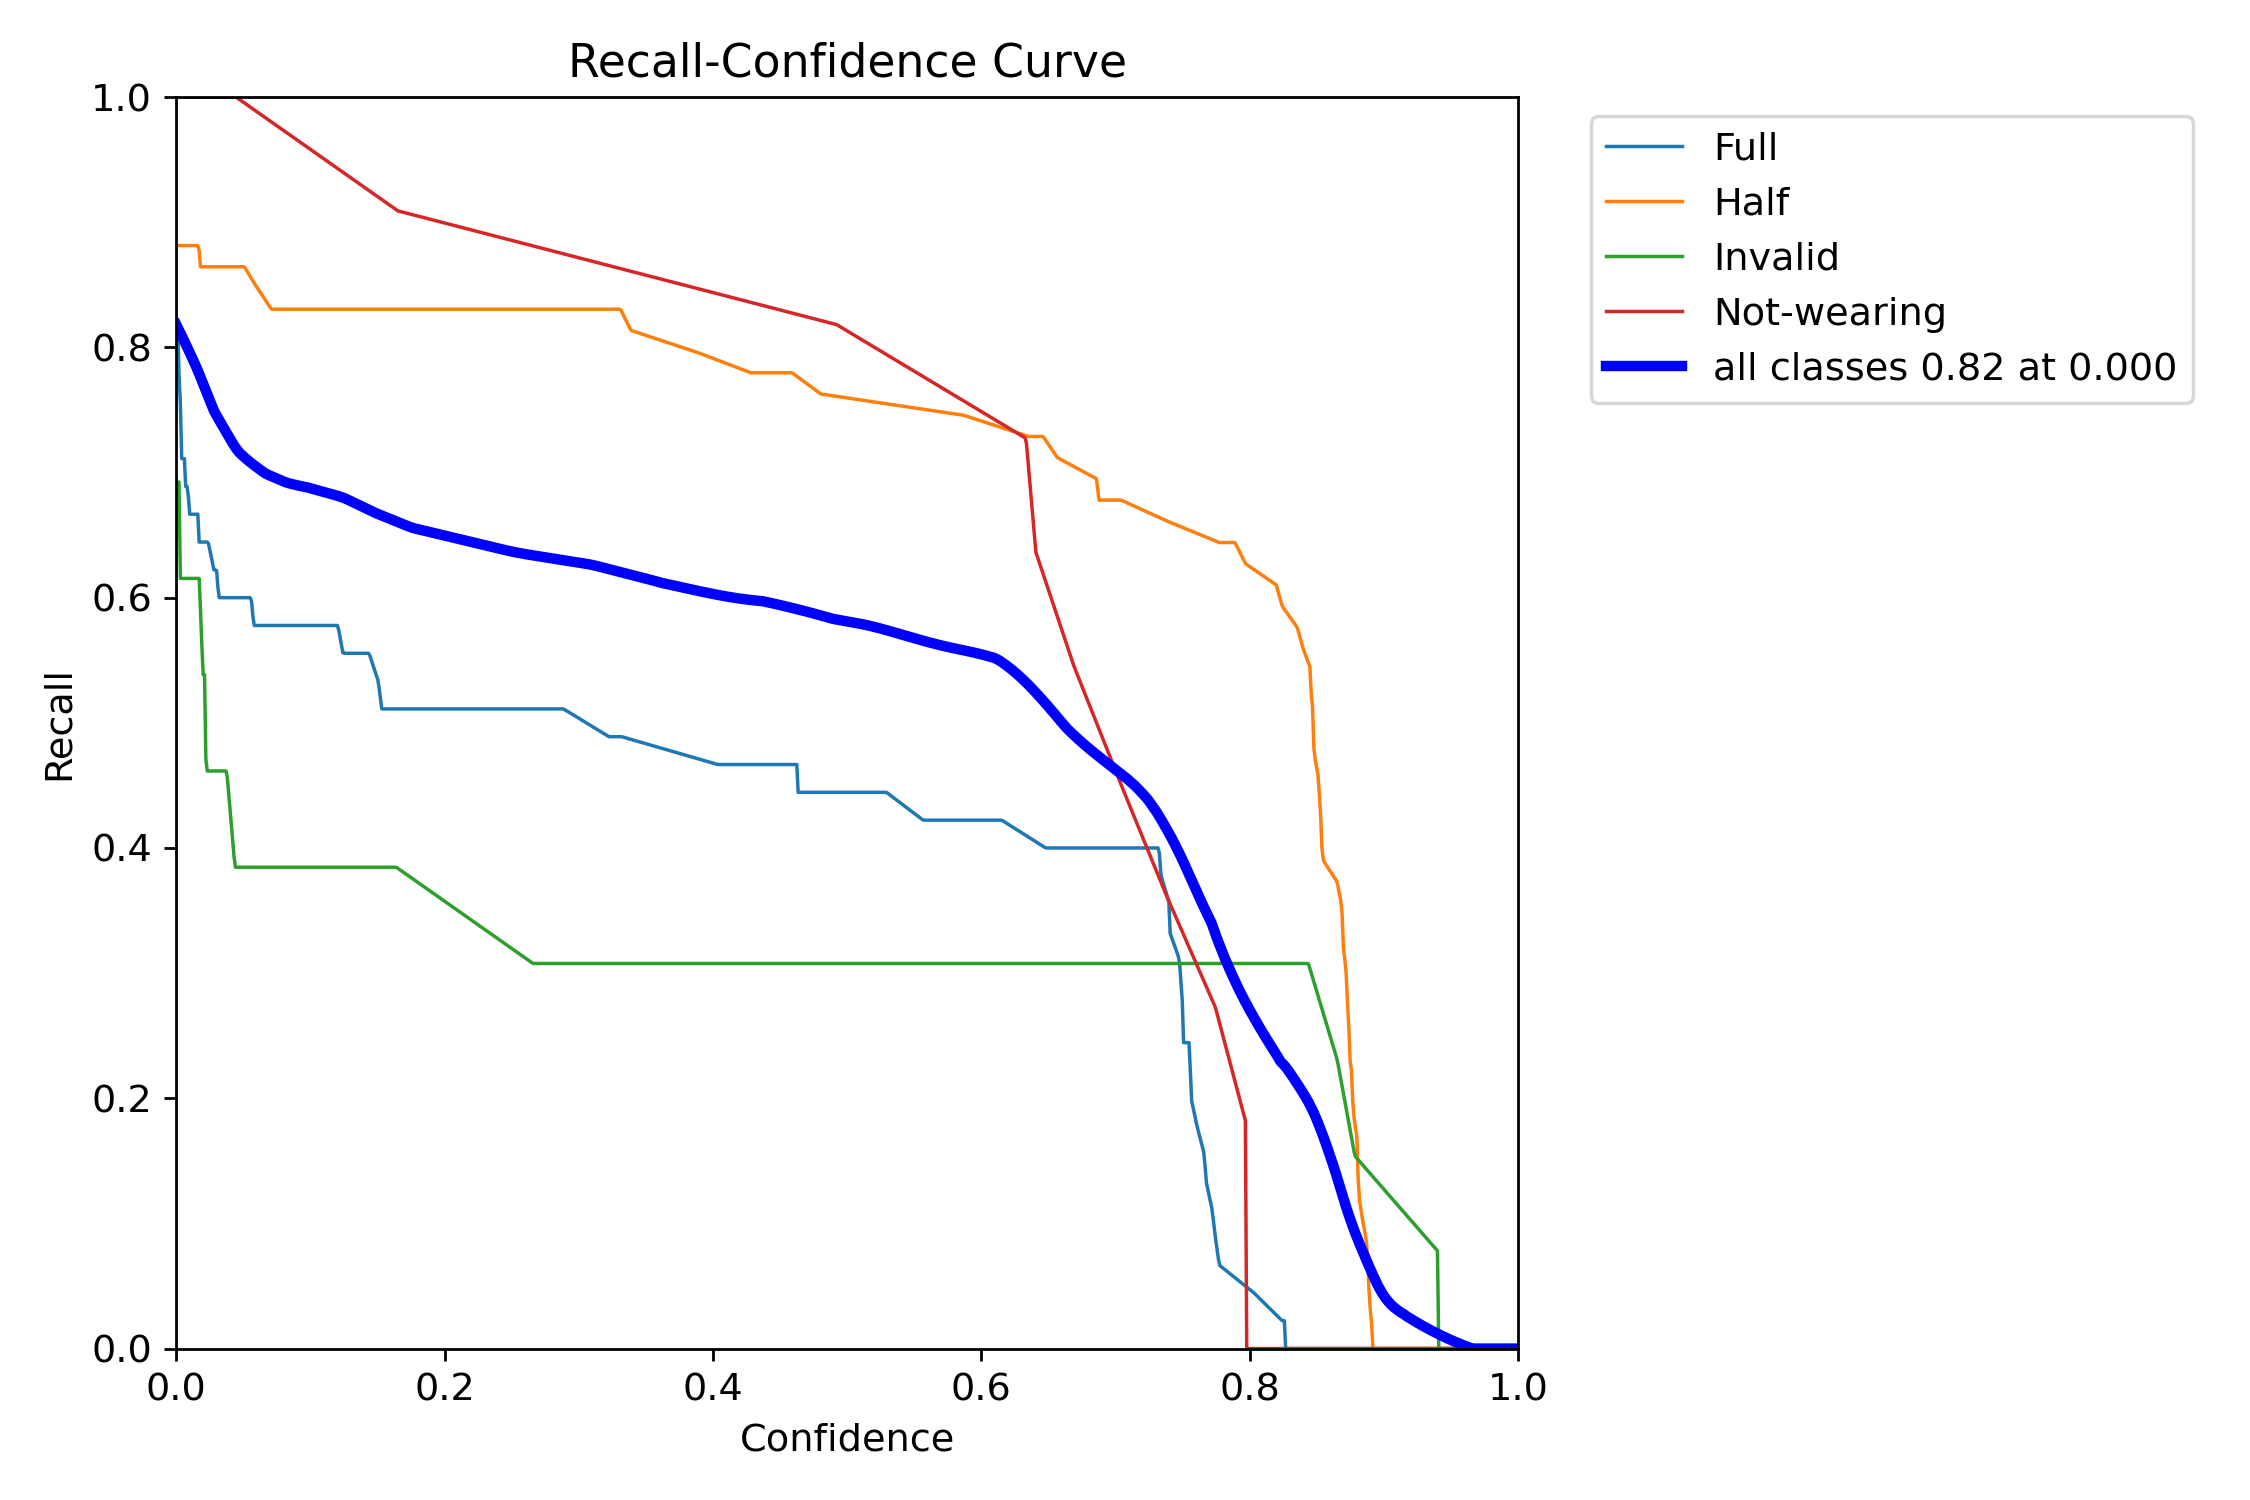 Recall-Confidence Curve
1.0
0.8
0.6
0.4
0.2
0.0
Recall
0.0 0.2 0.4 0.6 0.8 1.0
Confidence
Full
Half
Invalid
Not-wearing
all classes 0.82 at 0.000